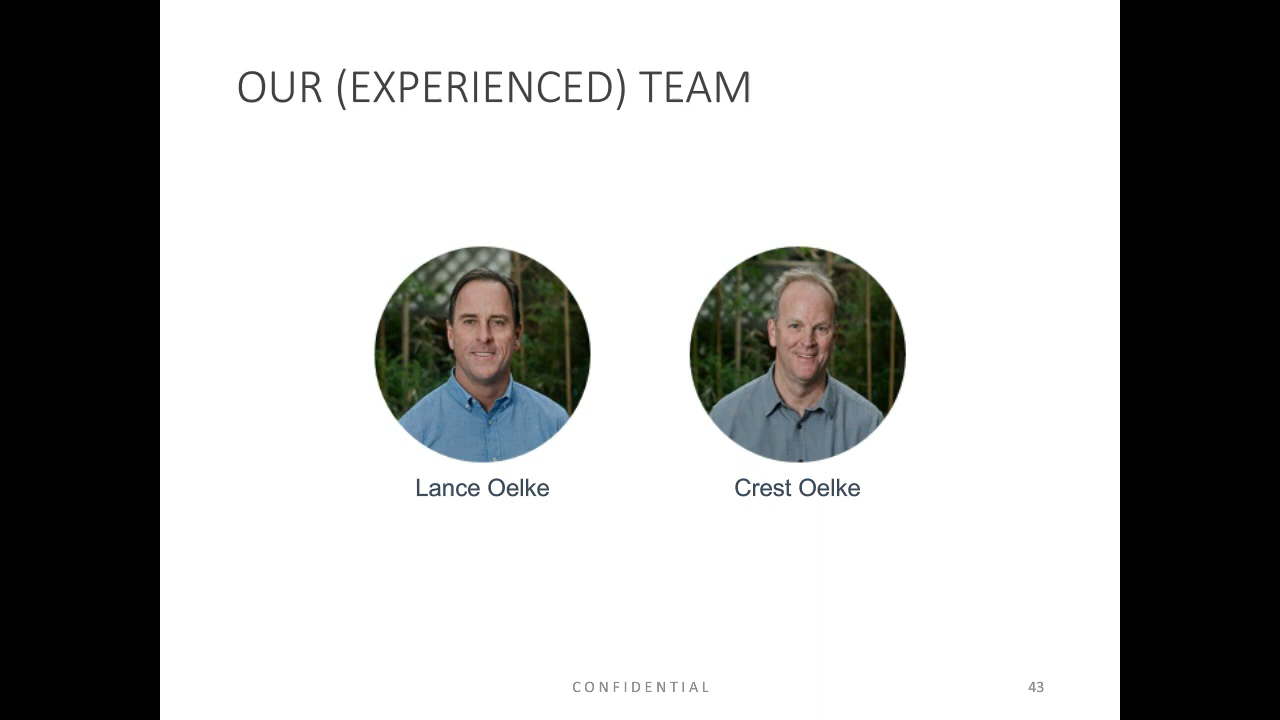 OUR (EXPERIENCED) TEAM
Lance Oelke
Crest Oelke
CONFIDENTIAL
43